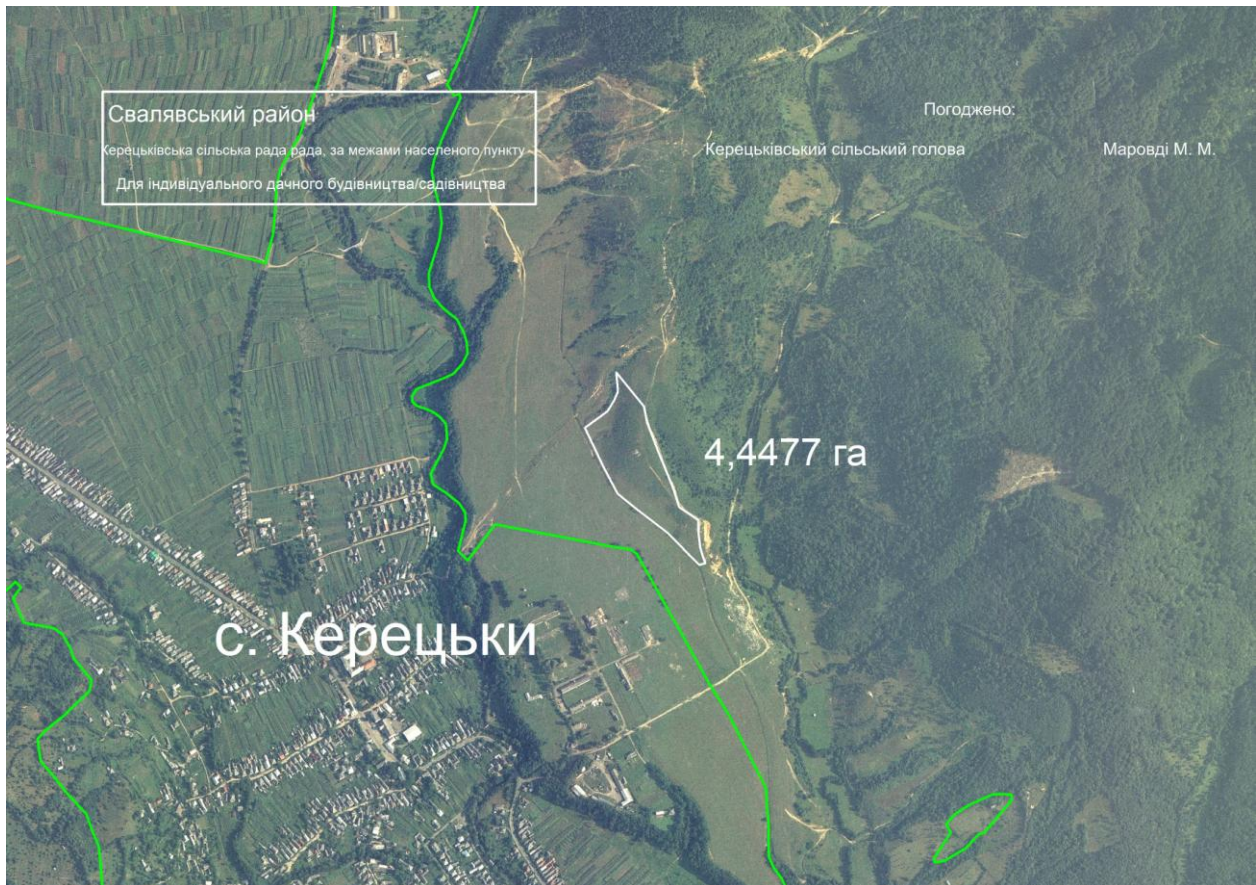 Свалявський район
Керецьківська сільська рада рада, за межами населеного пункту
Для індивідуального дачного будівництва/садівництва
Погоджено:
Керецьківський сільський голова Маровді М. М.
4,4477 га
с. Керецьки